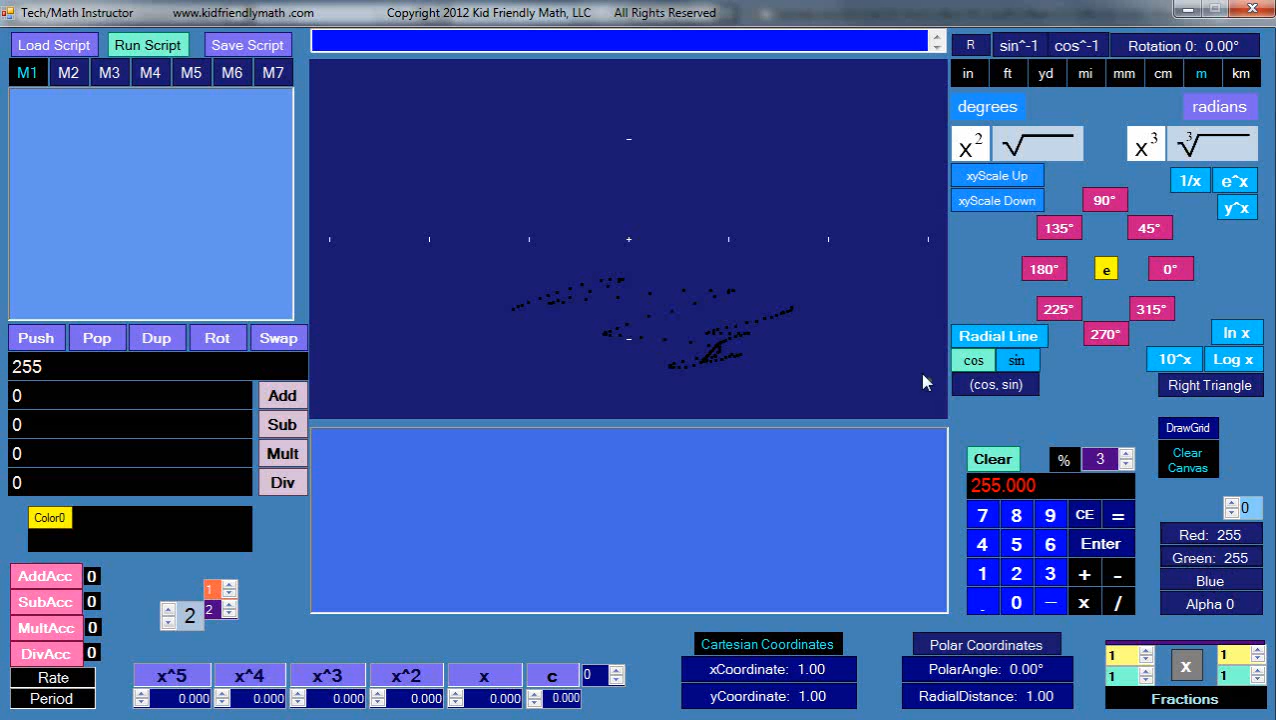 Tech/Math Instructor www.kidfriendlymath .com Copyright 2012 Kid Friendly Math, LLC All Rights Reserved
Load Script Run Script Save Script
M1 M2 M3 M4 M5 M6 M7
R sin^-1 cos^-1 Rotation 0: 0.00°
in ft yd mi mm cm m km
degrees radians
x² √ x³ ³√
xyScale Up
xyScale Down
1/x e^x
y^x
90°
135° 45°
180° e 0°
225° 315°
270°
Radial Line
cos sin
(cos, sin)
ln x
10^x Log x
Right Triangle
Push Pop Dup Rot Swap
255
0 Add
0 Sub
0 Mult
0 Div
Color0
DrawGrid
Clear
Canvas
Clear % 3
255.000
7 8 9 CE =
4 5 6 Enter
1 2 3 + -
. 0 – x /
0
Red: 255
Green: 255
Blue
Alpha 0
AddAcc 0
SubAcc 0
MultAcc 0
DivAcc 0
Rate
Period
1
2 2
x^5 x^4 x^3 x^2 x c 0
0.000 0.000 0.000 0.000 0.000 0.000
Cartesian Coordinates
xCoordinate: 1.00
yCoordinate: 1.00
Polar Coordinates
PolarAngle: 0.00°
RadialDistance: 1.00
1 x 1
1 1
Fractions